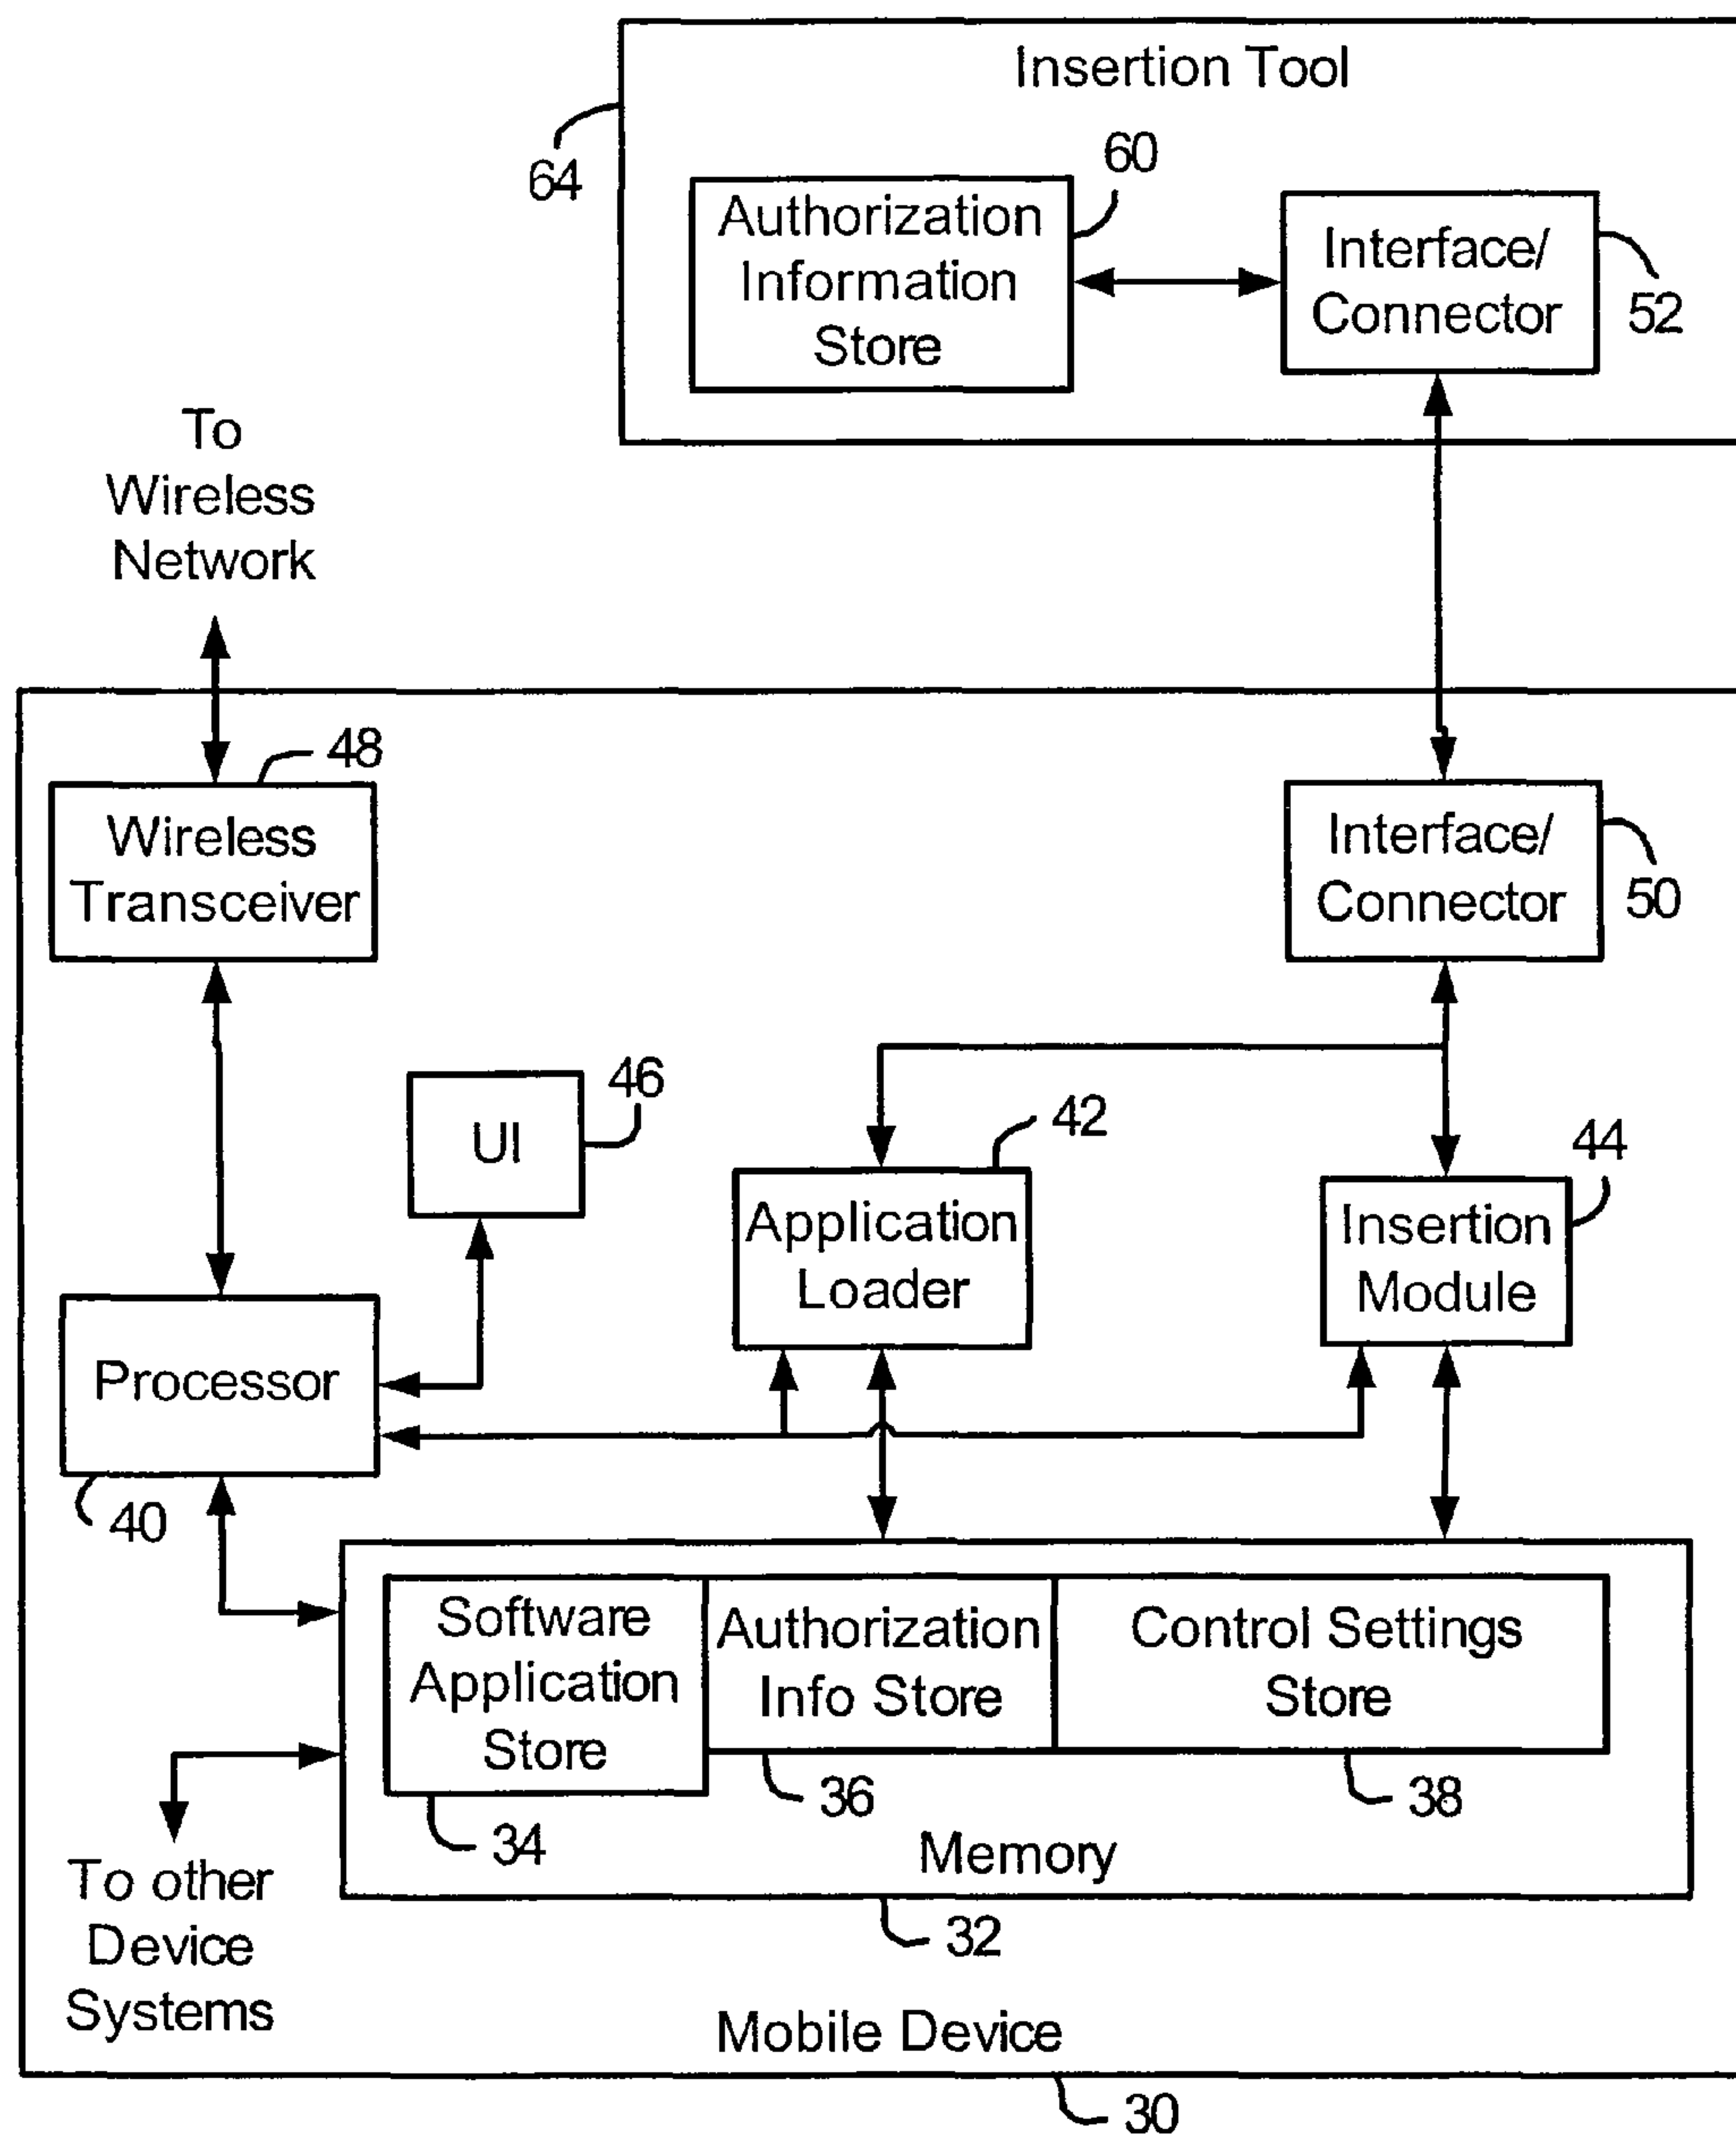 Insertion Tool
64
60
Authorization
Information
Store
Interface/
Connector
52
To
Wireless
Network
48
Wireless
Transceiver
Interface/
Connector
50
UI
46
42
Application
Loader
44
Insertion
Module
Processor
40
Software
Application
Store
Authorization
Info Store
Control Settings
Store
34
36
38
Memory
32
To other
Device
Systems
Mobile Device
30